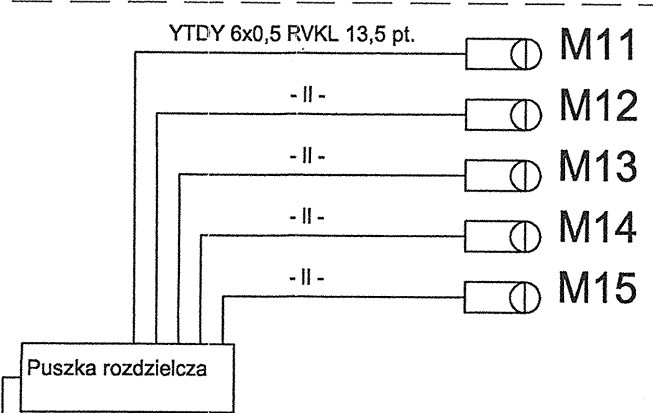 YTDY 6x0,5 RVKL 13,5 pt.
M11
- II -
M12
- II -
M13
- II -
M14
- II -
M15
Puszka rozdzielcza